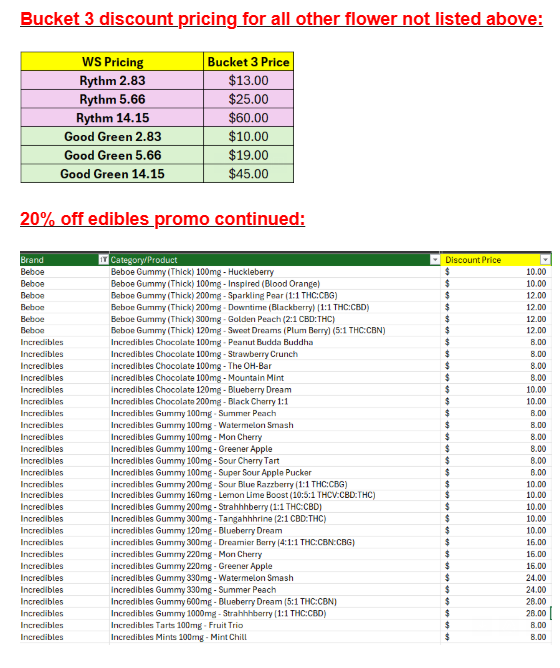 Bucket 3 discount pricing for all other flower not listed above:
WS Pricing Bucket 3 Price
Rythm 2.83 $13.00
Rythm 5.66 $25.00
Rythm 14.15 $60.00
Good Green 2.83 $10.00
Good Green 5.66 $19.00
Good Green 14.15 $45.00
20% off edibles promo continued:
Brand Category/Product Discount Price
Beboe Beboe Gummy (Thick) 100mg - Huckleberry $ 10.00
Beboe Beboe Gummy (Thick) 100mg - Inspired (Blood Orange) $ 10.00
Beboe Beboe Gummy (Thick) 200mg - Sparkling Pear (1:1 THC:CBG) $ 12.00
Beboe Beboe Gummy (Thick) 200mg - Downtime (Blackberry) (1:1 THC:CBD) $ 12.00
Beboe Beboe Gummy (Thick) 300mg - Golden Peach (2:1 CBD:THC) $ 12.00
Beboe Beboe Gummy (Thick) 120mg - Sweet Dreams (Plum Berry) (5:1 THC:CBN) $ 12.00
Incredibles Incredibles Chocolate 100mg - Peanut Budda Buddha $ 8.00
Incredibles Incredibles Chocolate 100mg - Strawberry Crunch $ 8.00
Incredibles Incredibles Chocolate 100mg - The OH-Bar $ 8.00
Incredibles Incredibles Chocolate 100mg - Mountain Mint $ 8.00
Incredibles Incredibles Chocolate 120mg - Blueberry Dream $ 10.00
Incredibles Incredibles Chocolate 200mg - Black Cherry 1:1 $ 10.00
Incredibles Incredibles Gummy 100mg - Summer Peach $ 8.00
Incredibles Incredibles Gummy 100mg - Watermelon Smash $ 8.00
Incredibles Incredibles Gummy 100mg - Mon Cherry $ 8.00
Incredibles Incredibles Gummy 100mg - Greener Apple $ 8.00
Incredibles Incredibles Gummy 100mg - Sour Cherry Tart $ 8.00
Incredibles Incredibles Gummy 100mg - Super Sour Apple Pucker $ 8.00
Incredibles Incredibles Gummy 200mg - Sour Blue Razzberry (1:1 THC:CBG) $ 10.00
Incredibles Incredibles Gummy 160mg - Lemon Lime Boost (10:5:1 THCV:CBD:THC) $ 10.00
Incredibles Incredibles Gummy 200mg - Strahhhberry (1:1 THC:CBD) $ 10.00
Incredibles Incredibles Gummy 300mg - Tangahhhrine (2:1 CBD:THC) $ 10.00
Incredibles Incredibles Gummy 120mg - Blueberry Dream $ 10.00
Incredibles incredibles Gummy 300mg - Dreamier Berry (4:1:1 THC:CBN:CBG) $ 16.00
Incredibles incredibles Gummy 220mg - Mon Cherry $ 16.00
Incredibles incredibles Gummy 220mg - Greener Apple $ 16.00
Incredibles Incredibles Gummy 330mg - Watermelon Smash $ 24.00
Incredibles Incredibles Gummy 330mg - Summer Peach $ 24.00
Incredibles Incredibles Gummy 600mg - Blueberry Dream (5:1 THC:CBN) $ 28.00
Incredibles Incredibles Gummy 1000mg - Strahhhberry (1:1 THC:CBD) $ 28.00
Incredibles Incredibles Tarts 100mg - Fruit Trio $ 8.00
Incredibles Incredibles Mints 100mg - Mint Chill $ 8.00